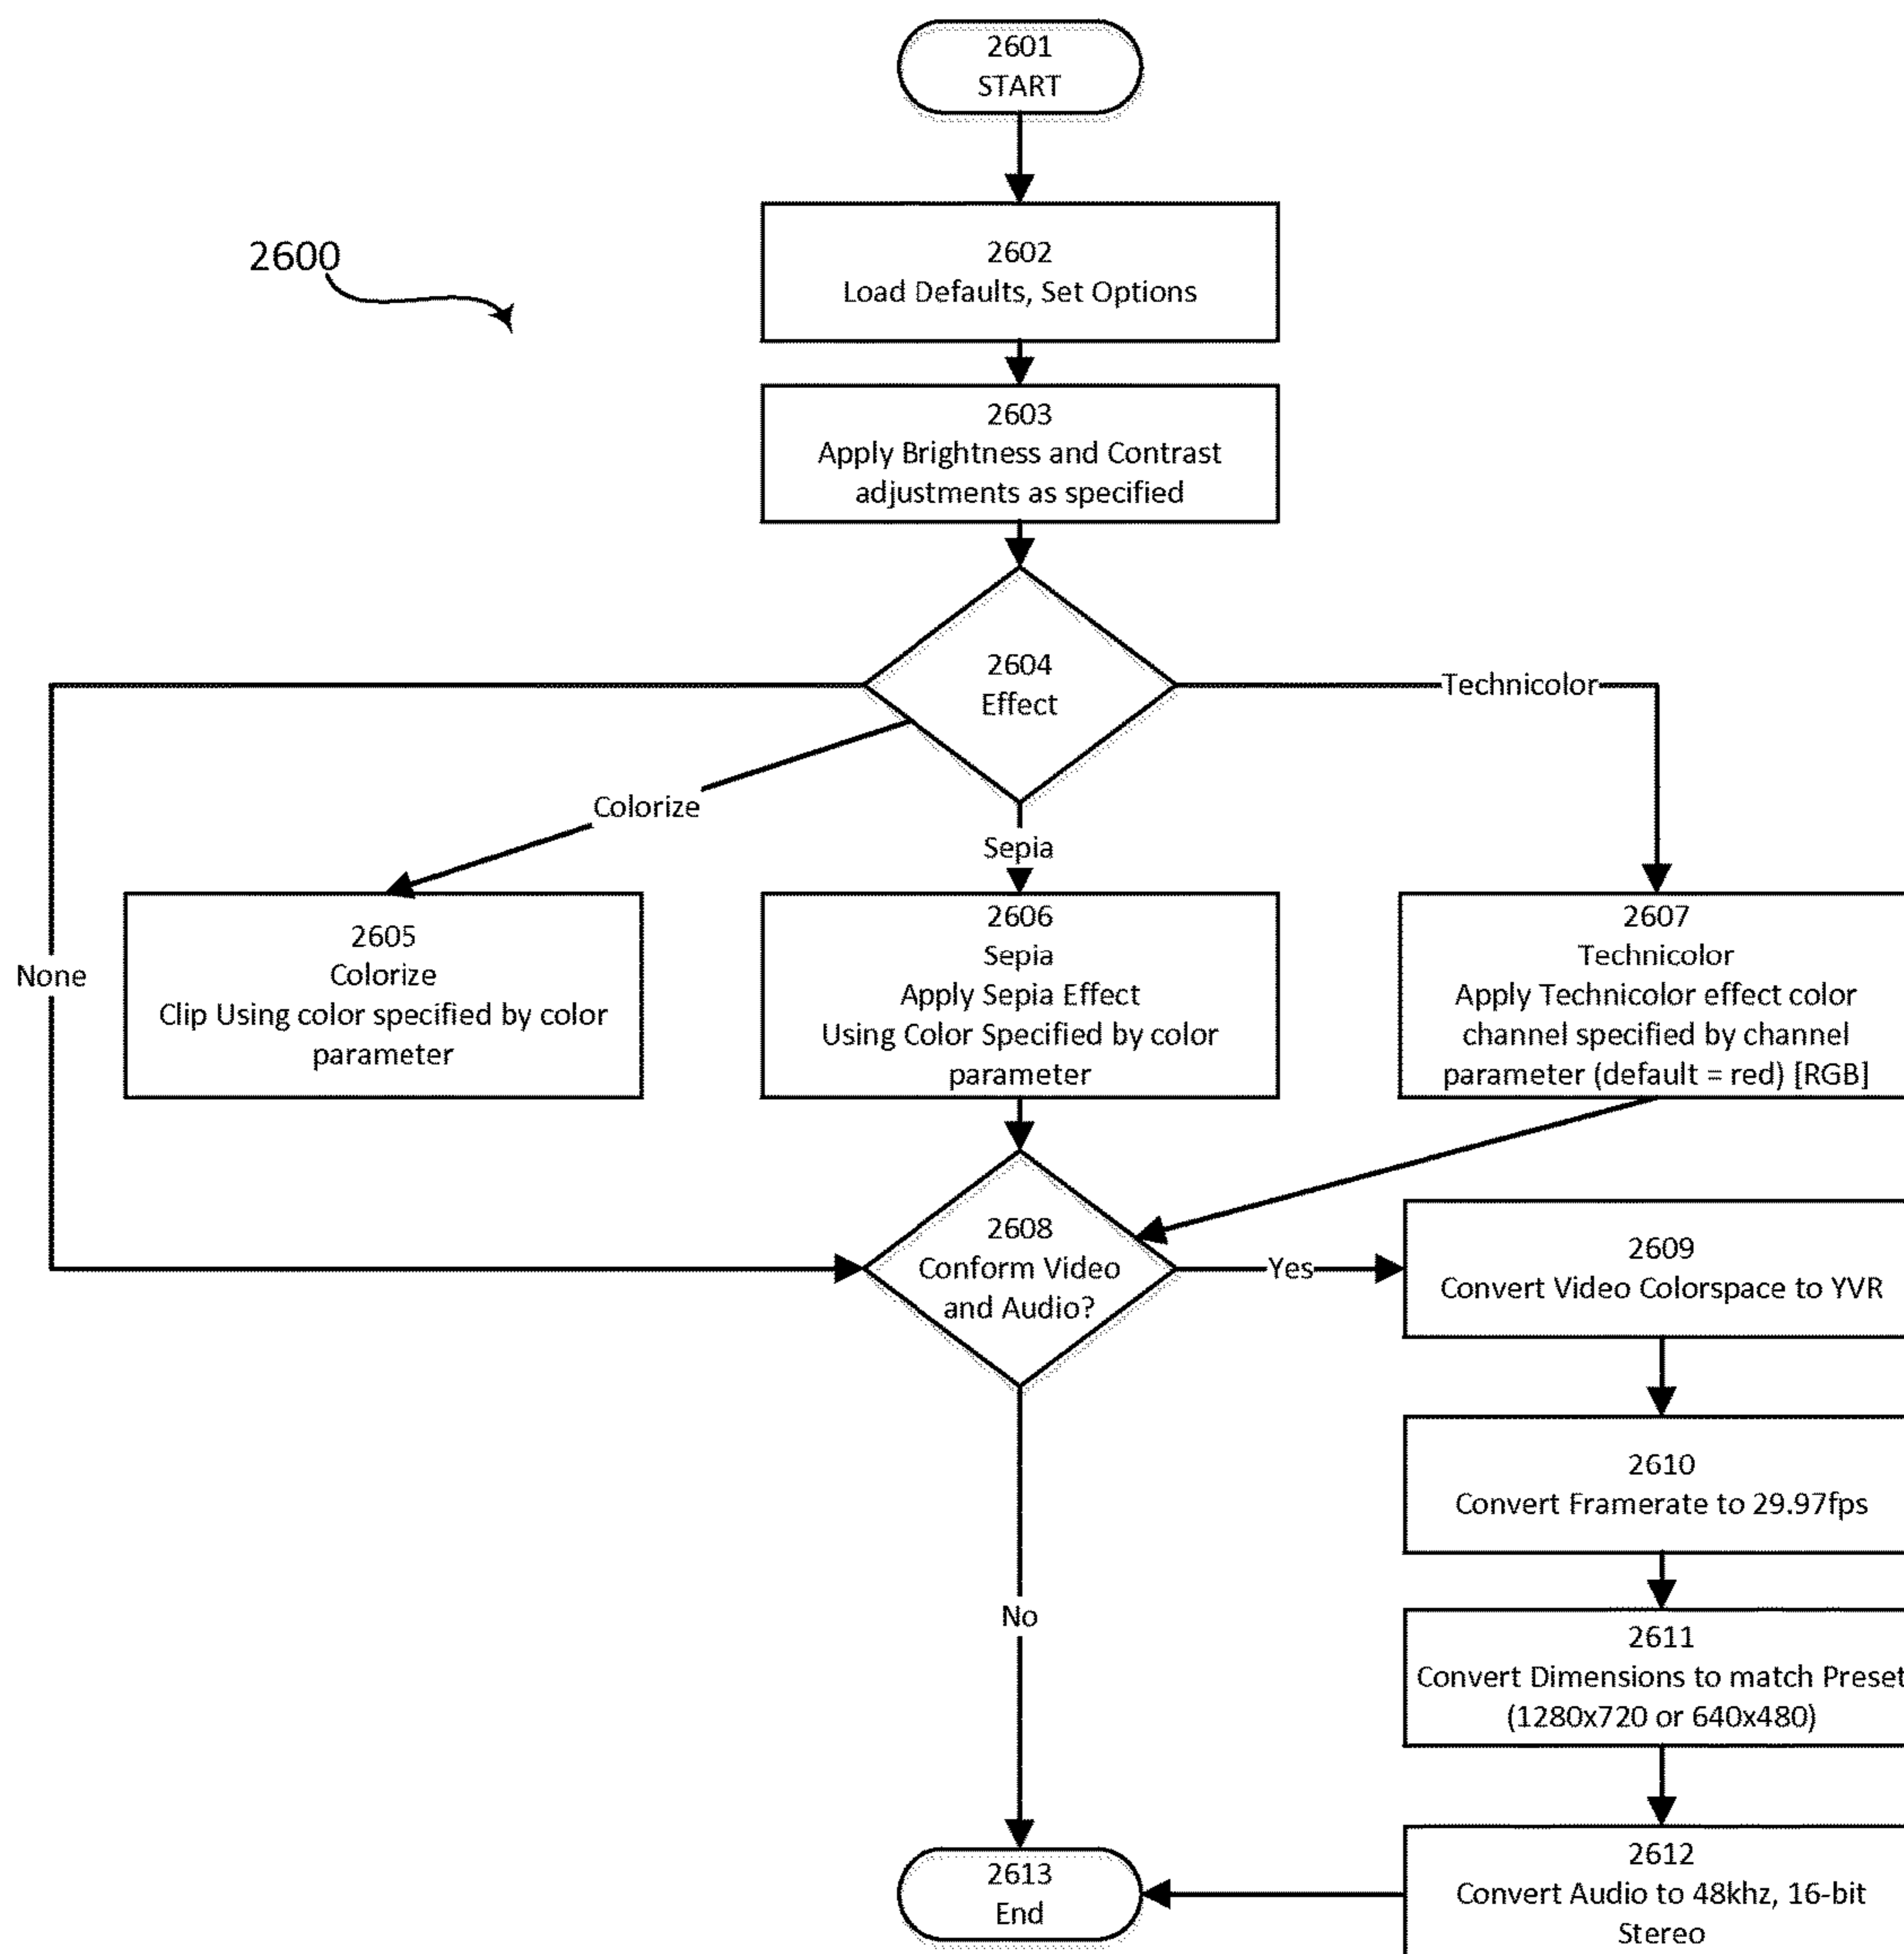 2601
START
2600
2602
Load Defaults, Set Options
2603
Apply Brightness and Contrast
adjustments as specified
2604
Effect
Technicolor
Colorize
Sepia
None
2605
Colorize
Clip Using color specified by color
parameter
2606
Sepia
Apply Sepia Effect
Using Color Specified by color
parameter
2607
Technicolor
Apply Technicolor effect color
channel specified by channel
parameter (default = red) [RGB]
2608
Conform Video
and Audio?
Yes
2609
Convert Video Colorspace to YVR
2610
Convert Framerate to 29.97fps
No
2611
Convert Dimensions to match Preset
(1280x720 or 640x480)
2612
Convert Audio to 48khz, 16-bit
Stereo
2613
End